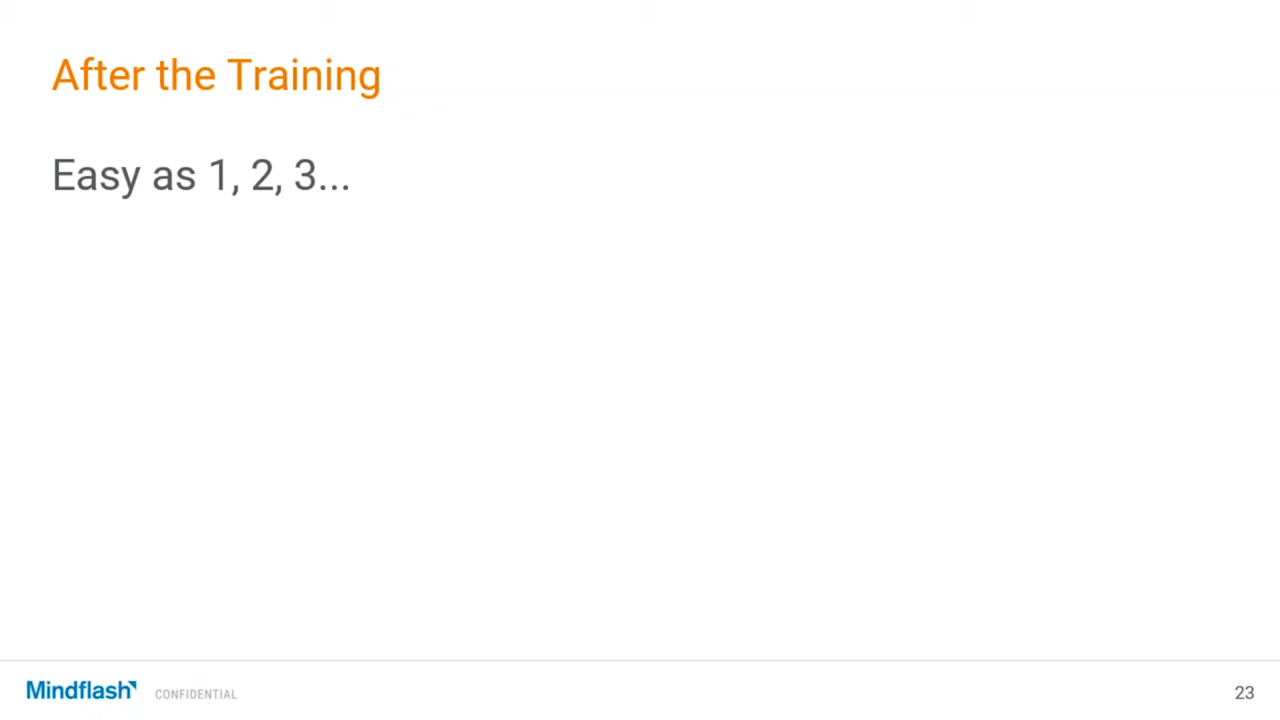 After the Training
Easy as 1, 2, 3...
Mindflash CONFIDENTIAL
23